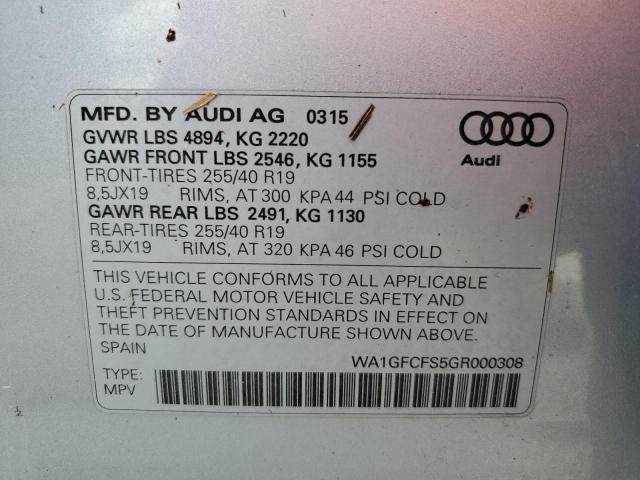 MFD. BY AUDI AG 0315
GVWR LBS 4894, KG 2220
GAWR FRONT LBS 2546, KG 1155
FRONT-TIRES 255/40 R19
8,5JX19 RIMS, AT 300 KPA 44 PSI COLD
GAWR REAR LBS 2491, KG 1130
REAR-TIRES 255/40 R19
8,5JX19 RIMS, AT 320 KPA 46 PSI COLD
Audi
THIS VEHICLE CONFORMS TO ALL APPLICABLE
U.S. FEDERAL MOTOR VEHICLE SAFETY AND
THEFT PREVENTION STANDARDS IN EFFECT ON
THE DATE OF MANUFACTURE SHOWN ABOVE.
SPAIN
WA1GFCFS5GR000308
TYPE:
MPV